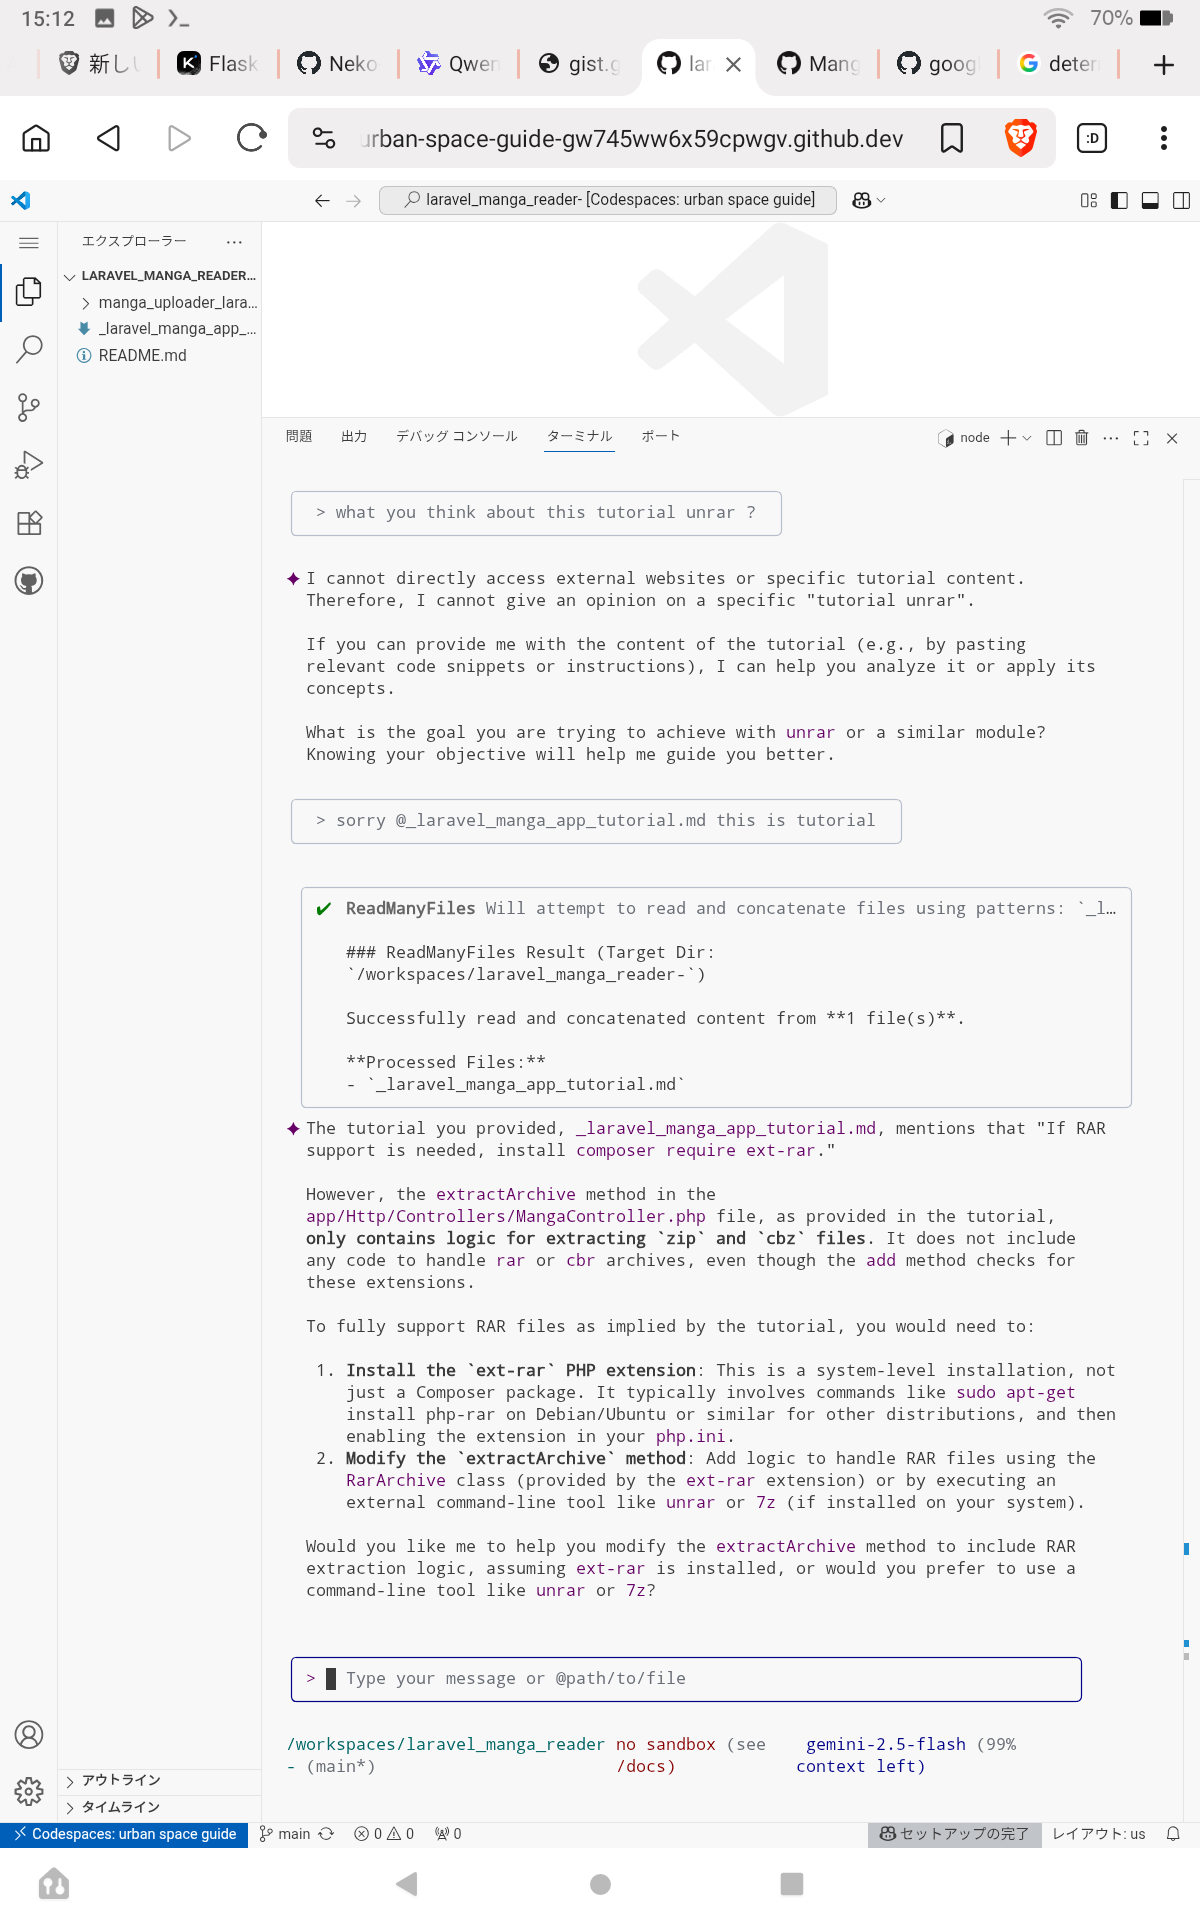 15:12
70%
新し
Flask
Neko
Qwen
gist.g
lar
Mang
goog
deter
urban-space-guide-gw745ww6x59cpwgv.github.dev
:D
laravel_manga_reader- [Codespaces: urban space guide]
エクスプローラー
LARAVEL_MANGA_READER...
manga_uploader_lara...
_laravel_manga_app_...
README.md
問題 出力 デバッグ コンソール ターミナル ポート
node
> what you think about this tutorial unrar ?
I cannot directly access external websites or specific tutorial content.
Therefore, I cannot give an opinion on a specific "tutorial unrar".
If you can provide me with the content of the tutorial (e.g., by pasting
relevant code snippets or instructions), I can help you analyze it or apply its
concepts.
What is the goal you are trying to achieve with unrar or a similar module?
Knowing your objective will help me guide you better.
> sorry @_laravel_manga_app_tutorial.md this is tutorial
✔ ReadManyFiles Will attempt to read and concatenate files using patterns: `_l…
### ReadManyFiles Result (Target Dir:
`/workspaces/laravel_manga_reader-`)
Successfully read and concatenated content from **1 file(s)**.
**Processed Files:**
- `_laravel_manga_app_tutorial.md`
The tutorial you provided, _laravel_manga_app_tutorial.md, mentions that "If RAR
support is needed, install composer require ext-rar."
However, the extractArchive method in the
app/Http/Controllers/MangaController.php file, as provided in the tutorial,
only contains logic for extracting `zip` and `cbz` files. It does not include
any code to handle rar or cbr archives, even though the add method checks for
these extensions.
To fully support RAR files as implied by the tutorial, you would need to:
1. Install the `ext-rar` PHP extension: This is a system-level installation, not
just a Composer package. It typically involves commands like sudo apt-get
install php-rar on Debian/Ubuntu or similar for other distributions, and then
enabling the extension in your php.ini.
2. Modify the `extractArchive` method: Add logic to handle RAR files using the
RarArchive class (provided by the ext-rar extension) or by executing an
external command-line tool like unrar or 7z (if installed on your system).
Would you like me to help you modify the extractArchive method to include RAR
extraction logic, assuming ext-rar is installed, or would you prefer to use a
command-line tool like unrar or 7z?
> Type your message or @path/to/file
/workspaces/laravel_manga_reader no sandbox (see gemini-2.5-flash (99%
- (main*) /docs) context left)
アウトライン
タイムライン
Codespaces: urban space guide main 0 0 0 セットアップの完了 レイアウト: us